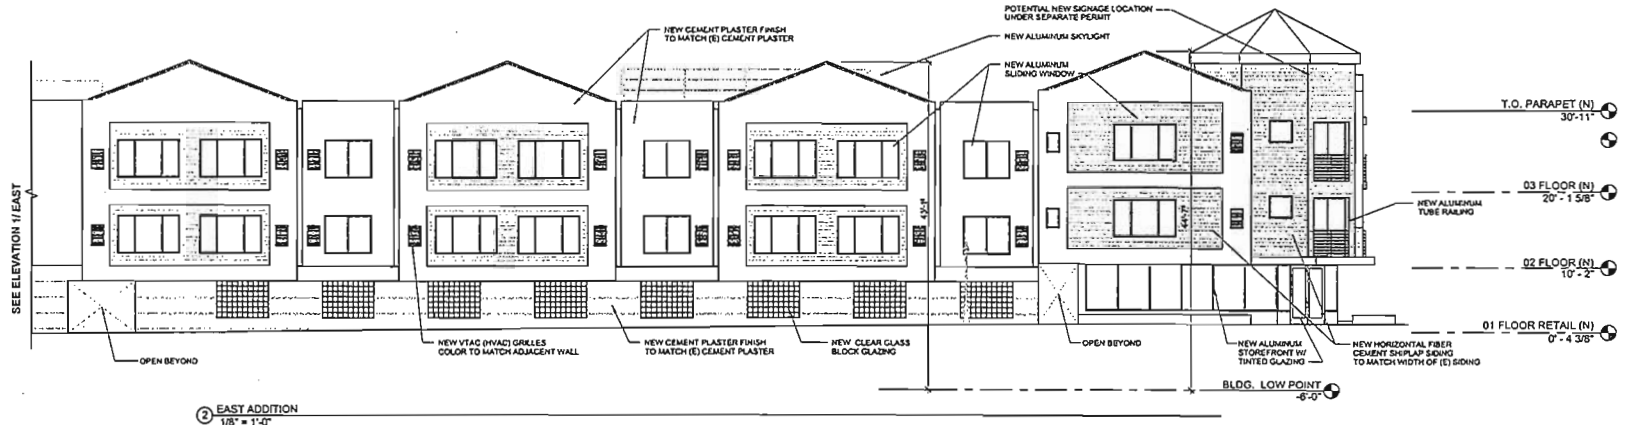 POTENTIAL NEW SIGNAGE LOCATION
UNDER SEPARATE PERMIT
NEW CEMENT PLASTER FINISH
TO MATCH (E) CEMENT PLASTER
NEW ALUMINUM SKYLIGHT
NEW ALUMINUM
SLIDING WINDOW
T.O. PARAPET (N)
30'-11"
SEE ELEVATION 1/ EAST
03 FLOOR (N)
20' - 1 5/8"
NEW ALUMINUM
TUBE RAILING
02 FLOOR (N)
10' - 2"
01 FLOOR RETAIL (N)
0' - 4 3/8"
OPEN BEYOND
NEW VTAC (HVAC) GRILLES
COLOR TO MATCH ADJACENT WALL
NEW CEMENT PLASTER FINISH
TO MATCH (E) CEMENT PLASTER
NEW CLEAR GLASS
BLOCK GLAZING
OPEN BEYOND
NEW ALUMINUM
STOREFRONT W/
TINTED GLAZING
NEW HORIZONTAL FIBER
CEMENT SHIPLAP SIDING
TO MATCH WIDTH OF (E) SIDING
BLDG. LOW POINT
-6'-0"
2 EAST ADDITION
1/8" = 1'-0"